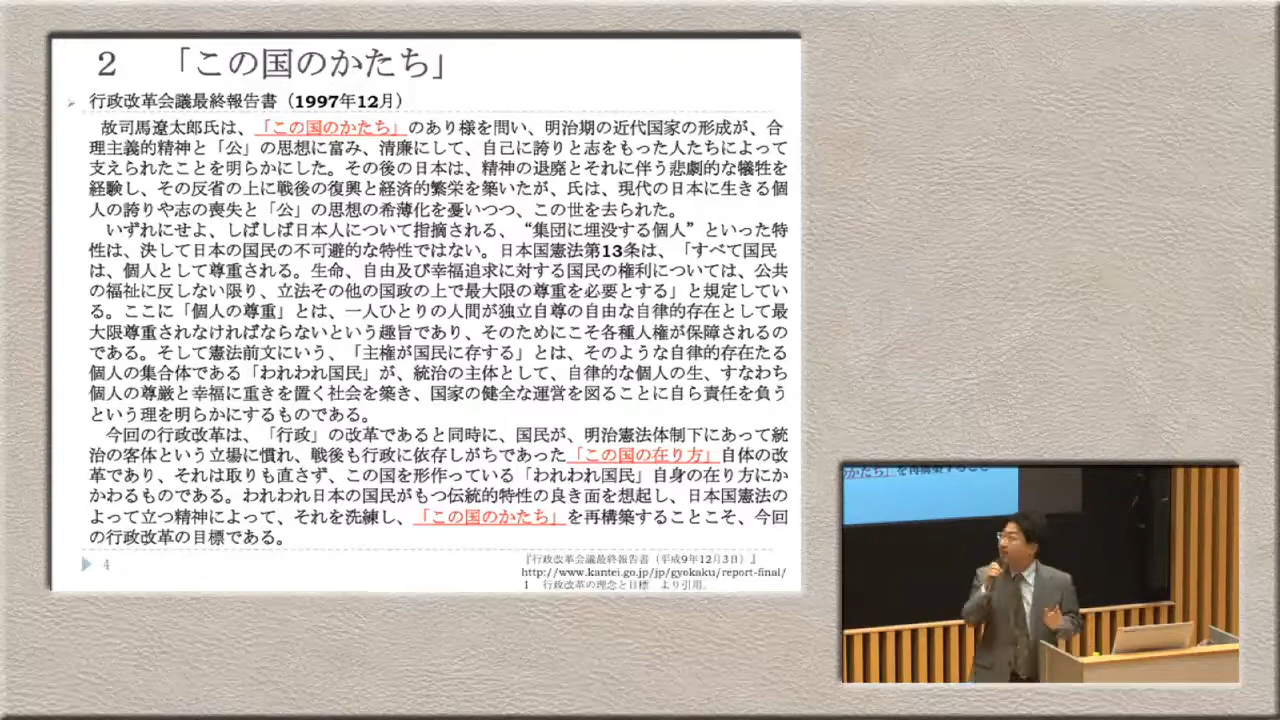 2 「この国のかたち」
行政改革会議最終報告書（1997年12月）
故司馬遼太郎氏は、「この国のかたち」のあり様を問い、明治期の近代国家の形成が、合
理主義的精神と「公」の思想に富み、清廉にして、自己に誇りと志をもった人たちによって
支えられたことを明らかにした。その後の日本は、精神の退廃とそれに伴う悲劇的な犠牲を
経験し、その反省の上に戦後の復興と経済的繁栄を築いたが、氏は、現代の日本に生きる個
人の誇りや志の喪失と「公」の思想の希薄化を憂いつつ、この世を去られた。
いずれにせよ、しばしば日本人について指摘される、“集団に埋没する個人”といった特
性は、決して日本の国民の不可避的な特性ではない。日本国憲法第13条は、「すべて国民
は、個人として尊重される。生命、自由及び幸福追求に対する国民の権利については、公共
の福祉に反しない限り、立法その他の国政の上で最大限の尊重を必要とする」と規定してい
る。ここに「個人の尊重」とは、一人ひとりの人間が独立自尊の自由な自律的存在として最
大限尊重されなければならないという趣旨であり、そのためにこそ各種人権が保障されるの
である。そして憲法前文にいう、「主権が国民に存する」とは、そのような自律的存在たる
個人の集合体である「われわれ国民」が、統治の主体として、自律的な個人の生、すなわち
個人の尊厳と幸福に重きを置く社会を築き、国家の健全な運営を図ることに自ら責任を負う
という理を明らかにするものである。
今回の行政改革は、「行政」の改革であると同時に、国民が、明治憲法体制下にあって統
治の客体という立場に慣れ、戦後も行政に依存しがちであった「この国の在り方」自体の改
革であり、それは取りも直さず、この国を形作っている「われわれ国民」自身の在り方にか
かわるものである。われわれ日本の国民がもつ伝統的特性の良き面を想起し、日本国憲法の
よって立つ精神によって、それを洗練し、「この国のかたち」を再構築することこそ、今回
の行政改革の目標である。
4
『行政改革会議最終報告書（平成9年12月3日）』
http://www.kantei.go.jp/jp/gyokaku/report-final/
1 行政改革の理念と目標 より引用。
のかたち」を再構築すること